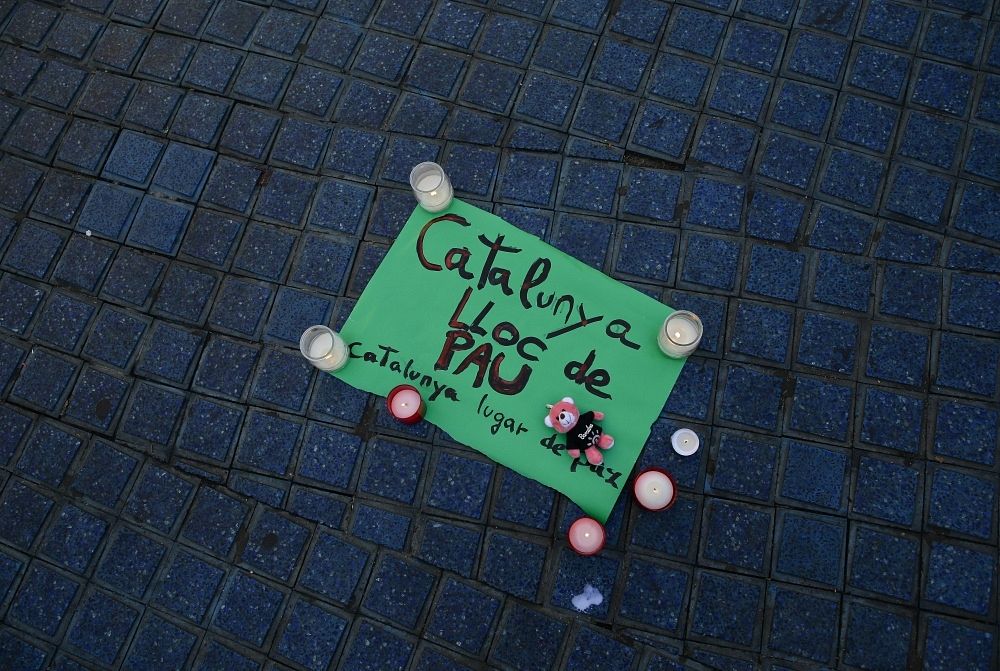 Catalunya
LLOC de
PAU
catalunya lugar de paz